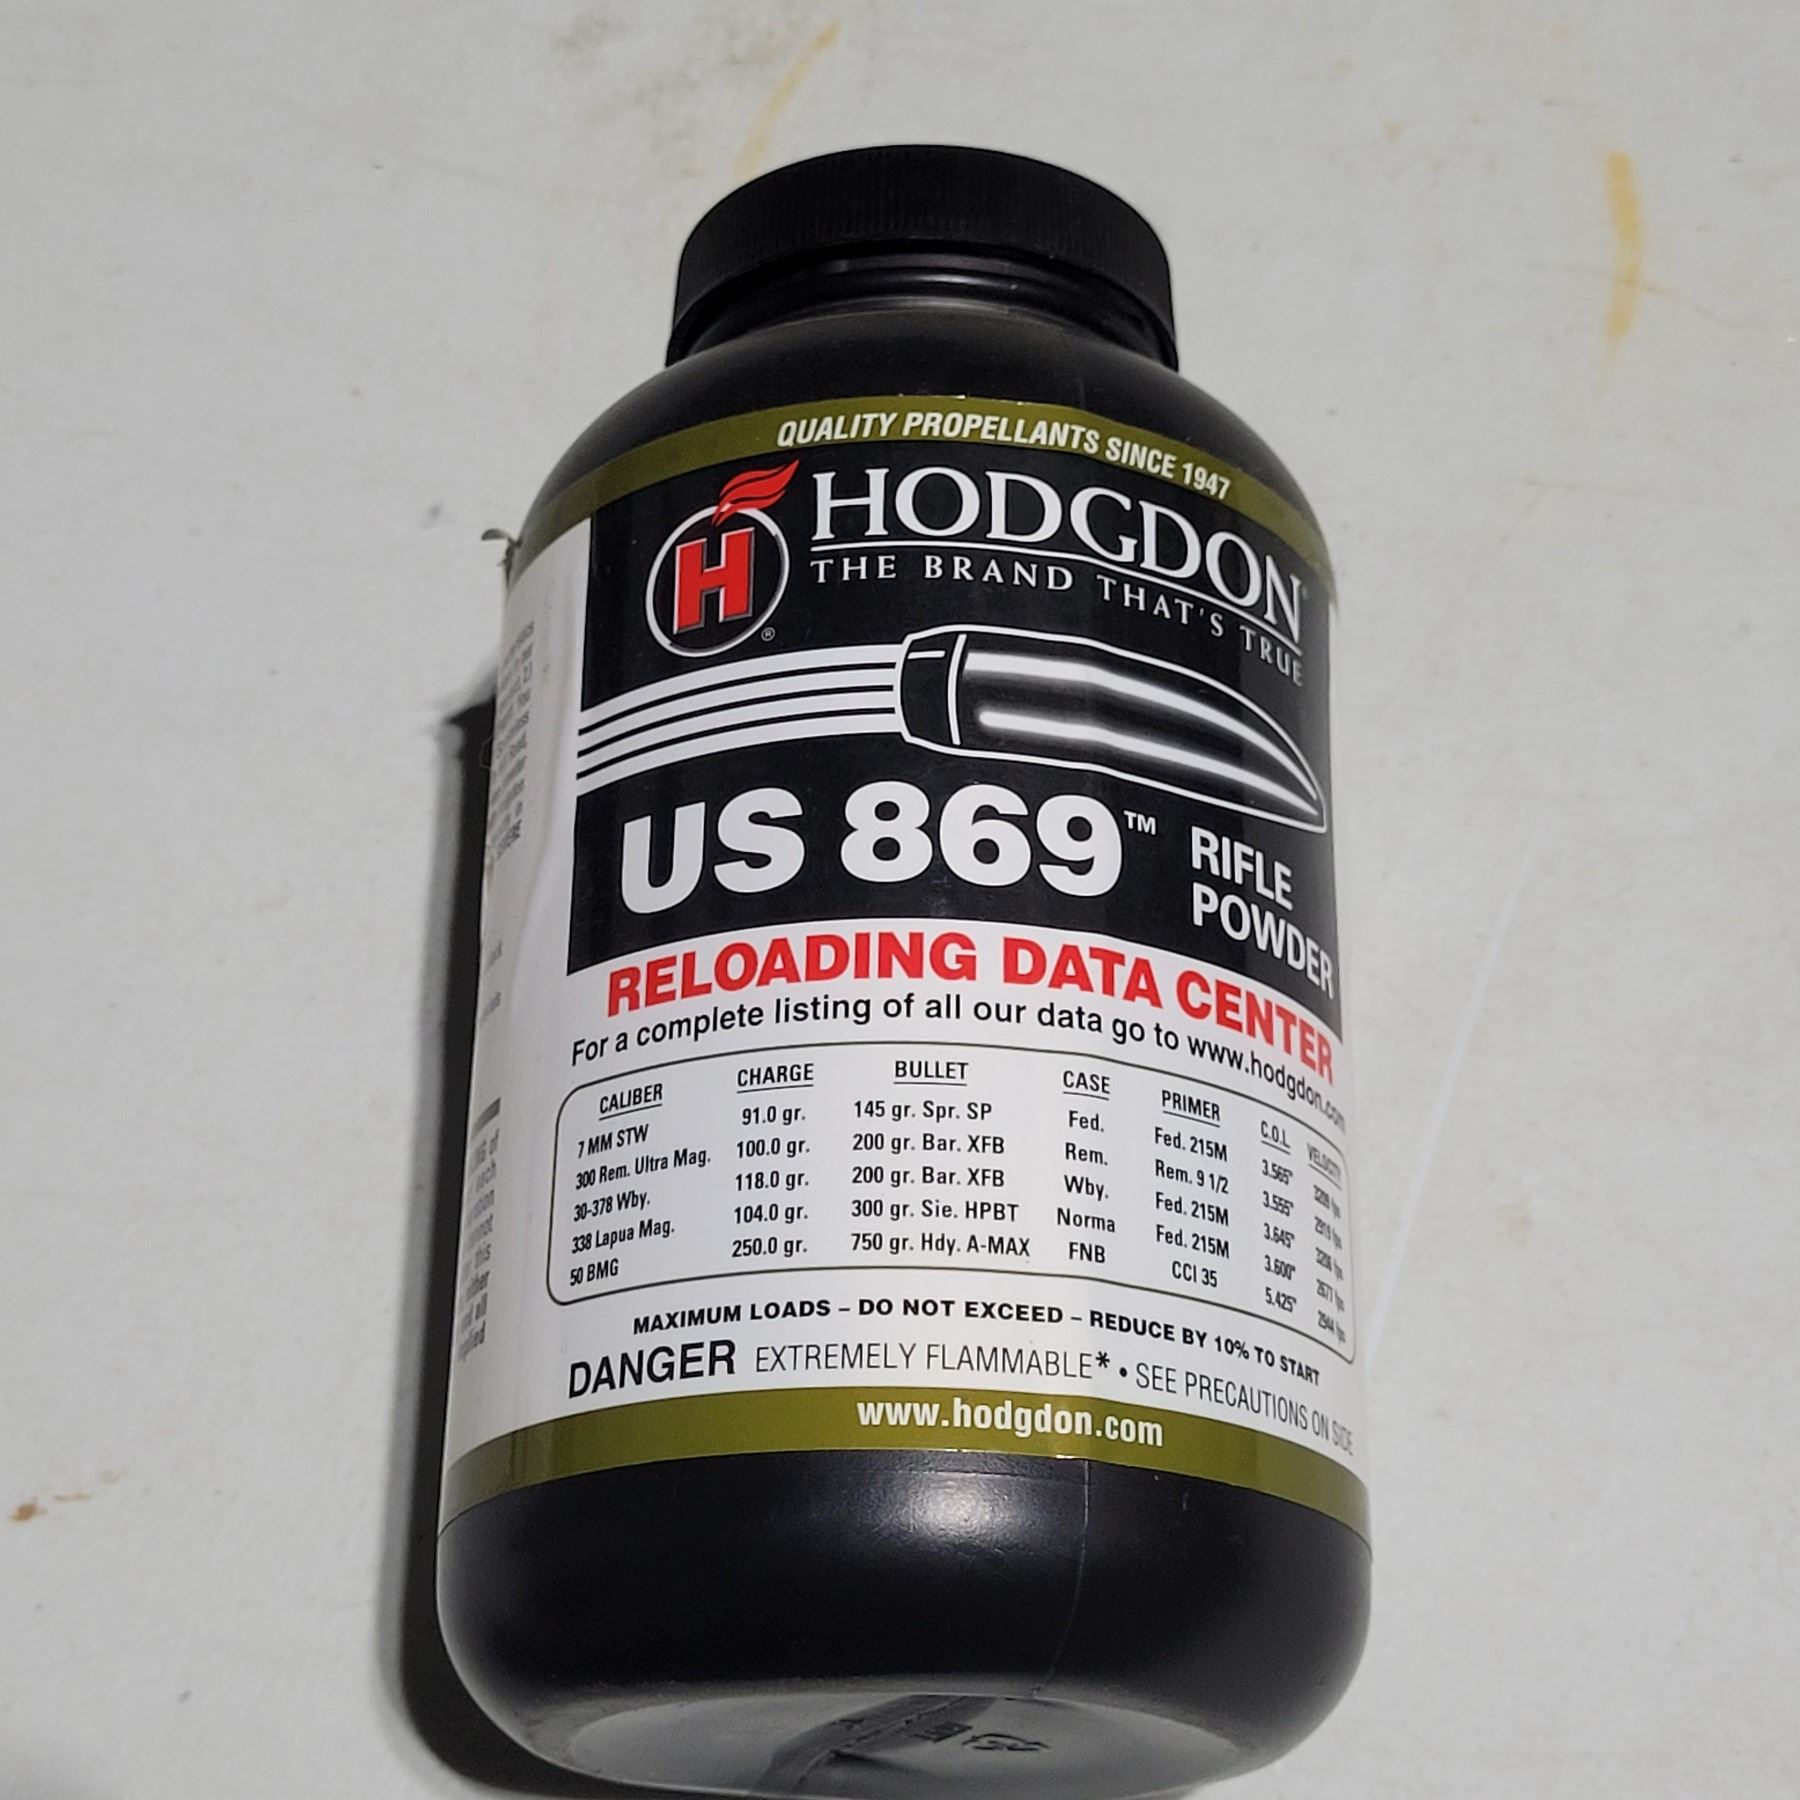 QUALITY PROPELLANTS SINCE 1947
H
®
HODGDON
THE BRAND THAT'S TRUE
US 869™
RIFLE
POWDER
RELOADING DATA CENTER
For a complete listing of all our data go to www.hodgdon.com
CALIBER CHARGE BULLET CASE PRIMER C.O.L. VELOCITY
7 MM STW 91.0 gr. 145 gr. Spr. SP Fed. Fed. 215M 3.565"
300 Rem. Ultra Mag. 100.0 gr. 200 gr. Bar. XFB Rem. Rem. 9 1/2 3.555"
30-378 Wby. 118.0 gr. 200 gr. Bar. XFB Wby. Fed. 215M 3.645"
338 Lapua Mag. 104.0 gr. 300 gr. Sie. HPBT Norma Fed. 215M 3.600"
50 BMG 250.0 gr. 750 gr. Hdy. A-MAX FNB CCI 35 5.425"
MAXIMUM LOADS – DO NOT EXCEED – REDUCE BY 10% TO START
DANGER EXTREMELY FLAMMABLE* • SEE PRECAUTIONS ON SIDE
www.hodgdon.com